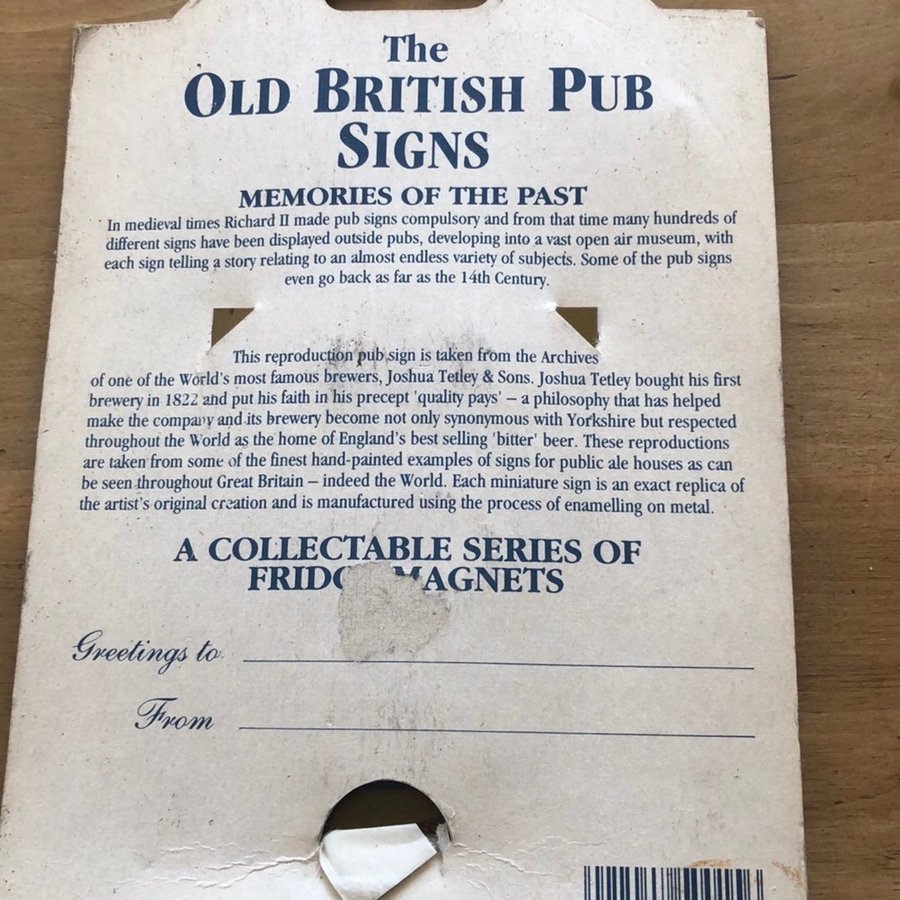 The
OLD BRITISH PUB
SIGNS
MEMORIES OF THE PAST
In medieval times Richard II made pub signs compulsory and from that time many hundreds of
different signs have been displayed outside pubs, developing into a vast open air museum, with
each sign telling a story relating to an almost endless variety of subjects. Some of the pub signs
even go back as far as the 14th Century.
This reproduction pub sign is taken from the Archives
of one of the World's most famous brewers, Joshua Tetley & Sons. Joshua Tetley bought his first
brewery in 1822 and put his faith in his precept 'quality pays' – a philosophy that has helped
make the company and its brewery become not only synonymous with Yorkshire but respected
throughout the World as the home of England's best selling 'bitter' beer. These reproductions
are taken from some of the finest hand-painted examples of signs for public ale houses as can
be seen throughout Great Britain – indeed the World. Each miniature sign is an exact replica of
the artist's original creation and is manufactured using the process of enamelling on metal.
A COLLECTABLE SERIES OF
MAGNETS
Greetings to
From